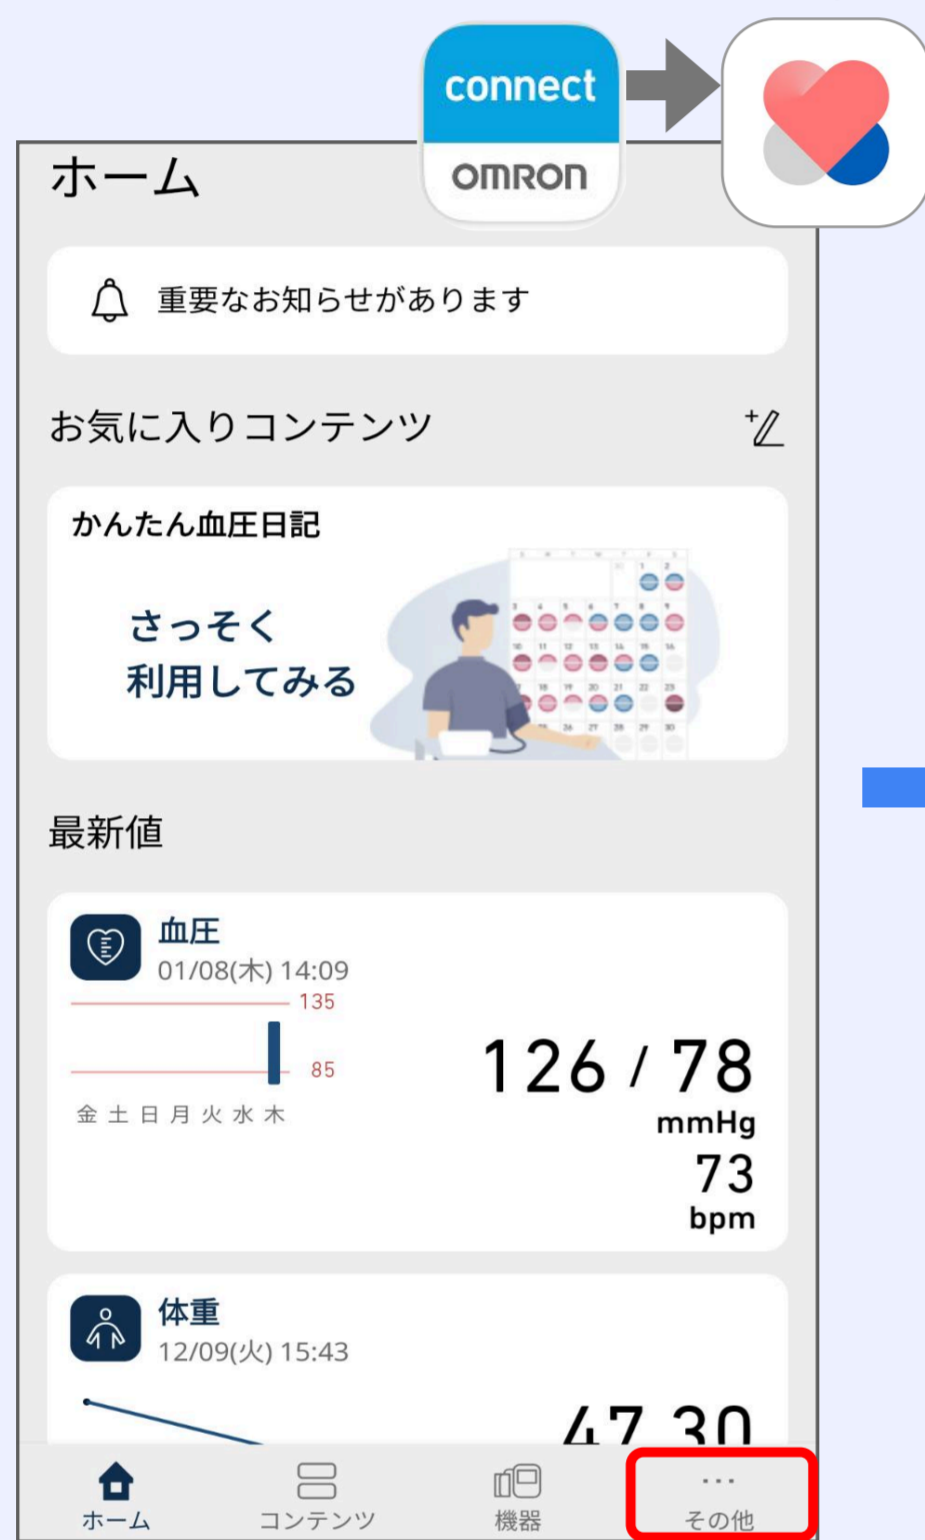 connect
OMRON
ホーム
重要なお知らせがあります
お気に入りコンテンツ
かんたん血圧日記
さっそく
利用してみる
最新値
血圧
01/08(木) 14:09
135
85
金 土 日 月 火 水 木
126 / 78
mmHg
73
bpm
体重
12/09(火) 15:43
47.30
ホーム
コンテンツ
機器
その他